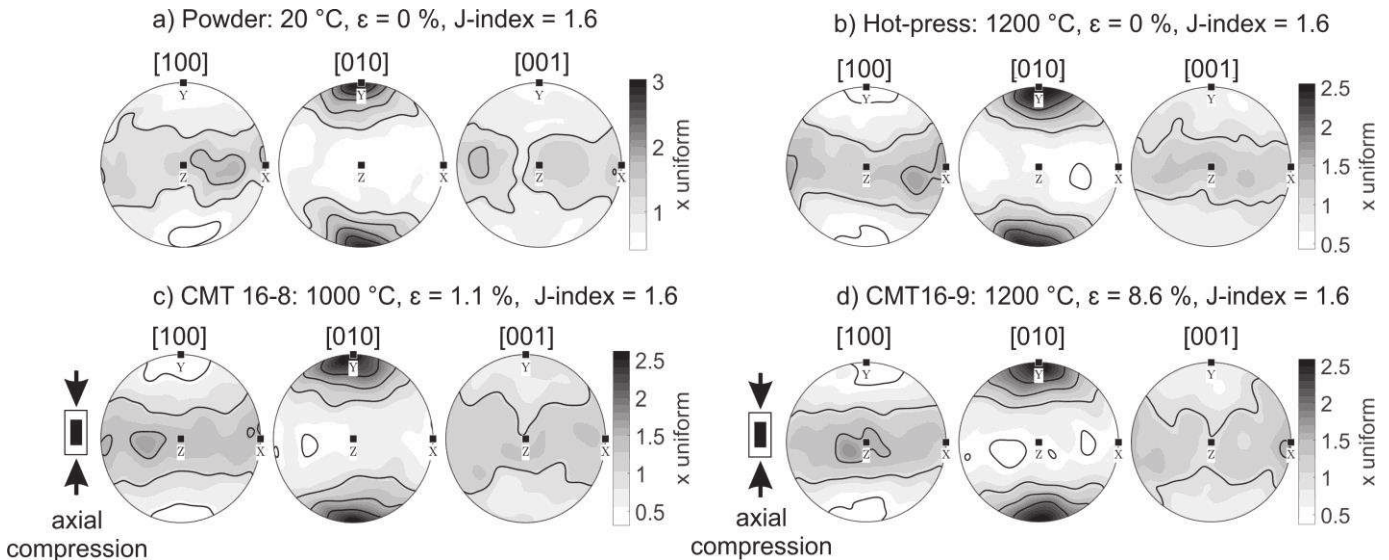 a) Powder: 20 °C, ε = 0 %, J-index = 1.6
[100] [010] [001]
Y Y Y
Z X Z X Z X
3
2
1
x uniform
b) Hot-press: 1200 °C, ε = 0 %, J-index = 1.6
[100] [010] [001]
Y Y Y
Z X Z X Z X
2.5
2
1.5
1
0.5
x uniform
c) CMT 16-8: 1000 °C, ε = 1.1 %, J-index = 1.6
[100] [010] [001]
Y Y Y
Z X Z X Z X
2.5
2
1.5
1
0.5
x uniform
axial
compression
d) CMT16-9: 1200 °C, ε = 8.6 %, J-index = 1.6
[100] [010] [001]
Y Y Y
Z X Z X Z X
2.5
2
1.5
1
0.5
x uniform
axial
compression